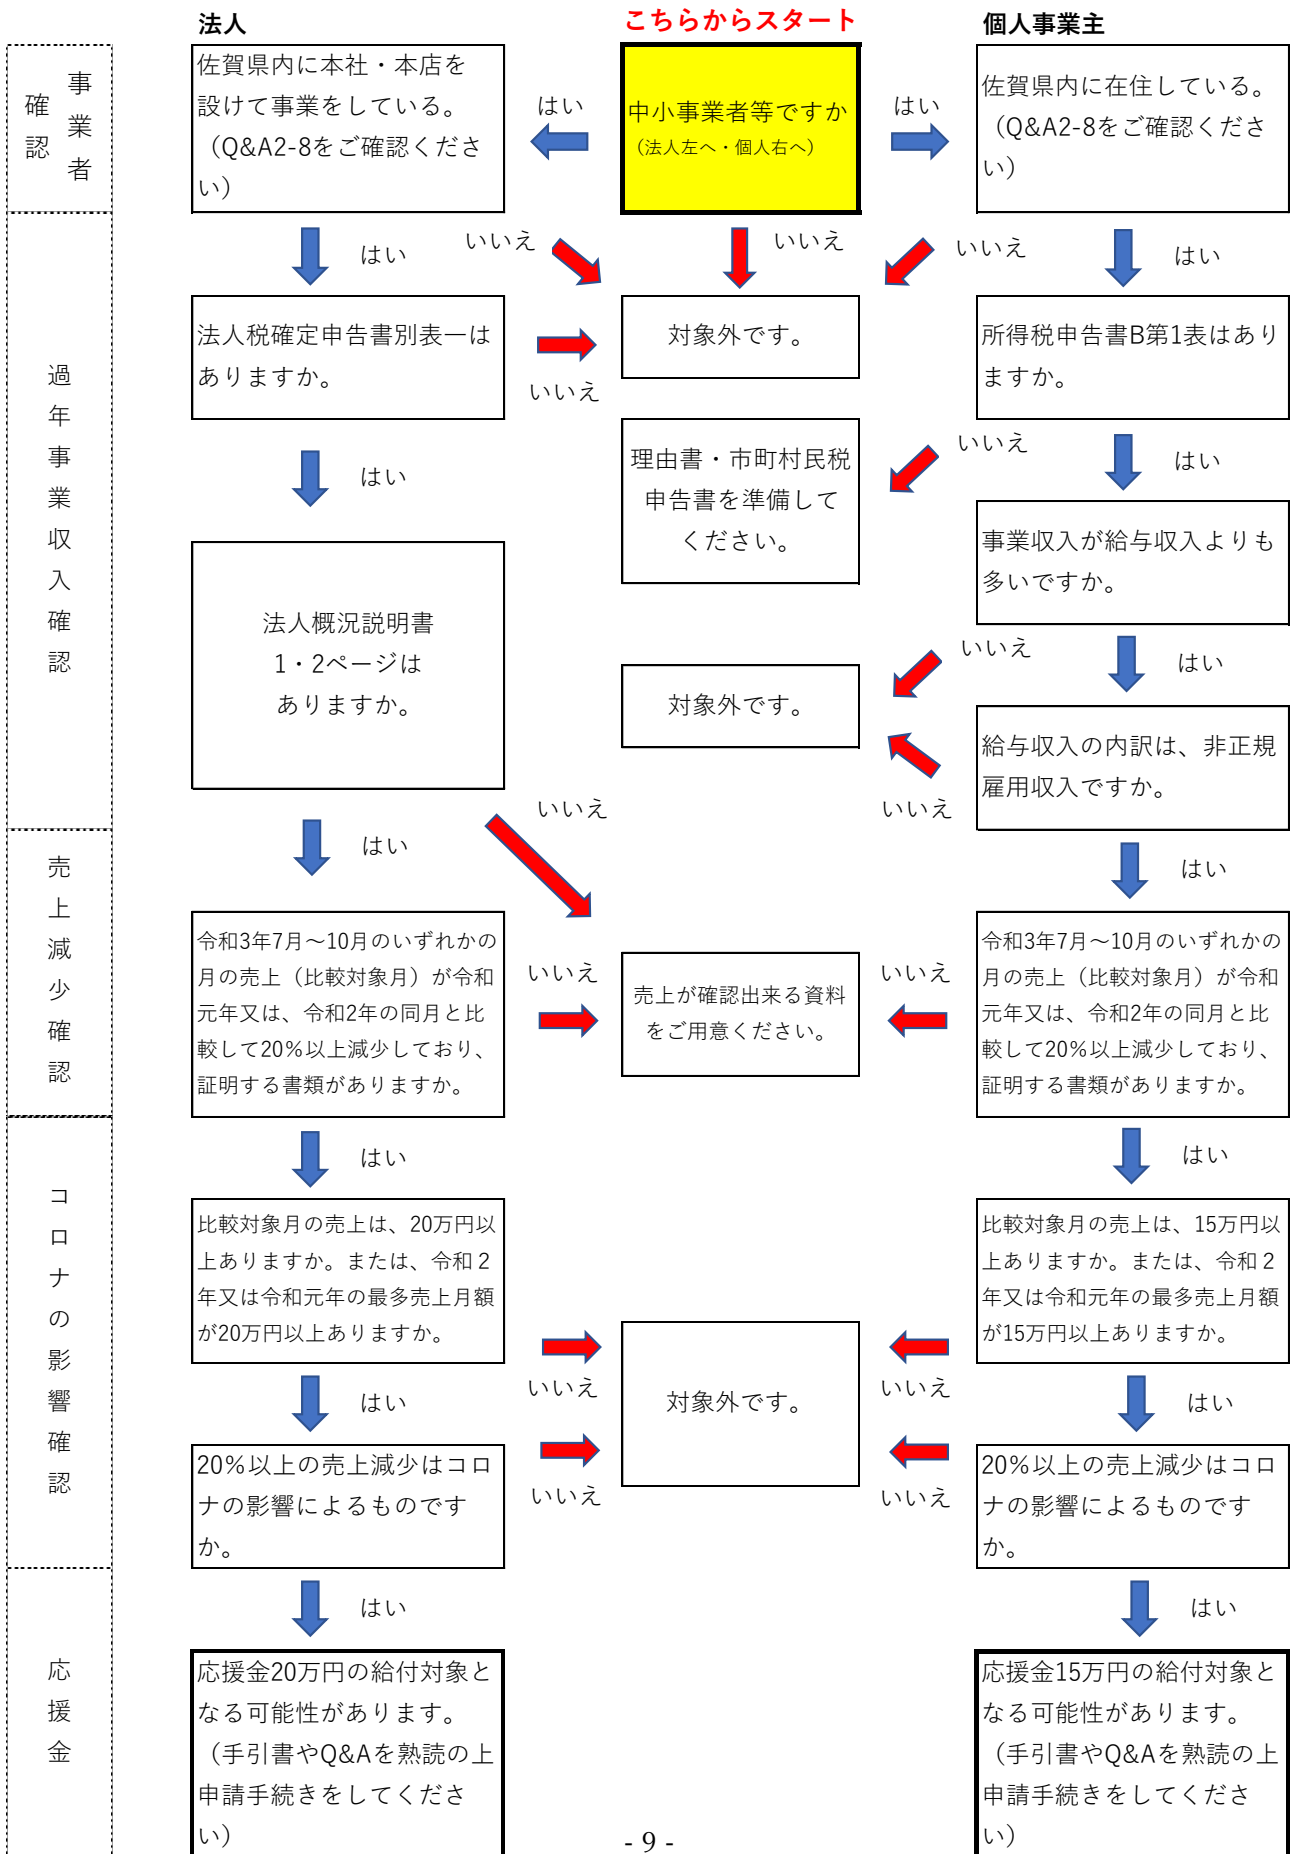 法人
こちらからスタート
個人事業主
事業者
確認
佐賀県内に本社・本店を
設けて事業をしている。
（Q&A2-8をご確認くださ
い）
はい
中小事業者等ですか
（法人左へ・個人右へ）
はい
佐賀県内に在住している。
（Q&A2-8をご確認くださ
い）
はい
いいえ
いいえ
いいえ
はい
過年事業収入確認
法人税確定申告書別表一は
ありますか。
いいえ
対象外です。
所得税申告書B第1表はあり
ますか。
はい
理由書・市町村民税
申告書を準備して
ください。
いいえ
はい
法人概況説明書
1・2ページは
ありますか。
事業収入が給与収入よりも
多いですか。
いいえ
はい
対象外です。
給与収入の内訳は、非正規
雇用収入ですか。
いいえ
いいえ
はい
はい
売上減少確認
令和3年7月～10月のいずれかの
月の売上（比較対象月）が令和
元年又は、令和2年の同月と比
較して20％以上減少しており、
証明する書類がありますか。
いいえ
売上が確認出来る資料
をご用意ください。
いいえ
令和3年7月～10月のいずれかの
月の売上（比較対象月）が令和
元年又は、令和2年の同月と比
較して20％以上減少しており、
証明する書類がありますか。
はい
はい
コロナの影響確認
比較対象月の売上は、20万円以
上ありますか。または、令和２
年又は令和元年の最多売上月額
が20万円以上ありますか。
いいえ
対象外です。
いいえ
比較対象月の売上は、15万円以
上ありますか。または、令和２
年又は令和元年の最多売上月額
が15万円以上ありますか。
はい
はい
20％以上の売上減少はコロ
ナの影響によるものです
か。
いいえ
いいえ
20％以上の売上減少はコロ
ナの影響によるものです
か。
はい
はい
応援金
応援金20万円の給付対象と
なる可能性があります。
（手引書やQ&Aを熟読の上
申請手続きをしてくださ
い）
応援金15万円の給付対象と
なる可能性があります。
（手引書やQ&Aを熟読の上
申請手続きをしてくださ
い）
- 9 -